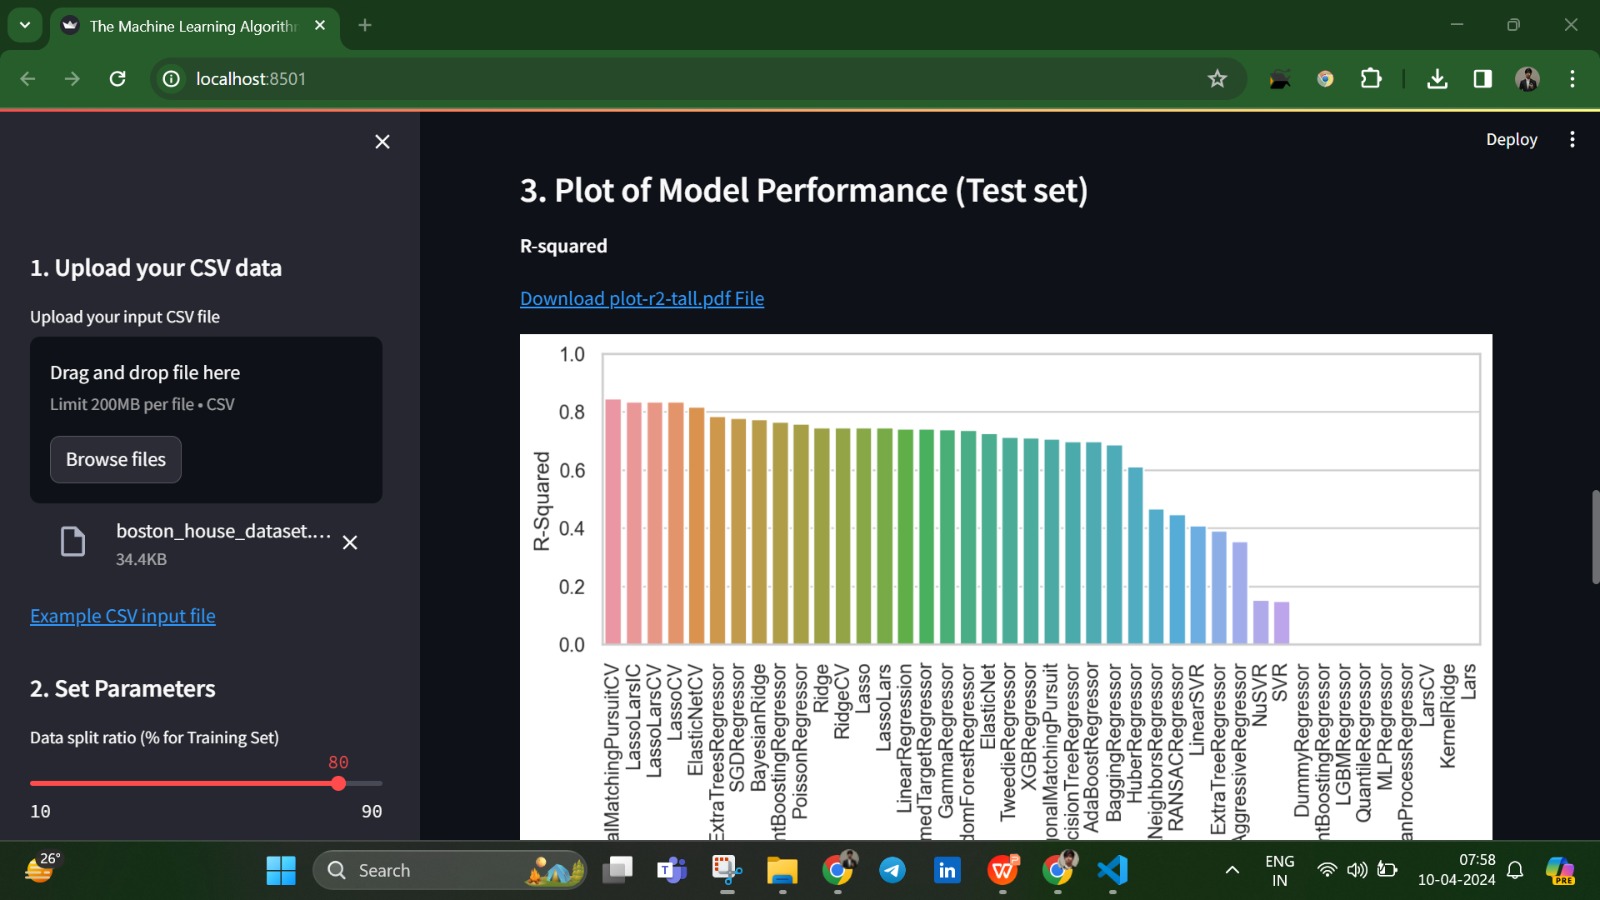 The Machine Learning Algorith
localhost:8501
Deploy
1. Upload your CSV data
Upload your input CSV file
Drag and drop file here
Limit 200MB per file • CSV
Browse files
boston_house_dataset....
34.4KB
Example CSV input file
2. Set Parameters
Data split ratio (% for Training Set)
80
10
90
3. Plot of Model Performance (Test set)
R-squared
Download plot-r2-tall.pdf File
R-Squared
1.0
0.8
0.6
0.4
0.2
0.0
alMatchingPursuitCV
LassoLarsIC
LassoLarsCV
LassoCV
ElasticNetCV
ExtraTreesRegressor
SGDRegressor
BayesianRidge
ntBoostingRegressor
PoissonRegressor
Ridge
RidgeCV
Lasso
LassoLars
LinearRegression
medTargetRegressor
GammaRegressor
domForestRegressor
ElasticNet
TweedieRegressor
XGBRegressor
gonalMatchingPursuit
cisionTreeRegressor
AdaBoostRegressor
BaggingRegressor
HuberRegressor
NeighborsRegressor
RANSACRegressor
LinearSVR
ExtraTreeRegressor
AggressiveRegressor
NuSVR
SVR
DummyRegressor
ntBoostingRegressor
LGBMRegressor
QuantileRegressor
MLPRegressor
anProcessRegressor
LarsCV
KernelRidge
Lars
26°
Search
ENG
IN
07:58
10-04-2024
PRE